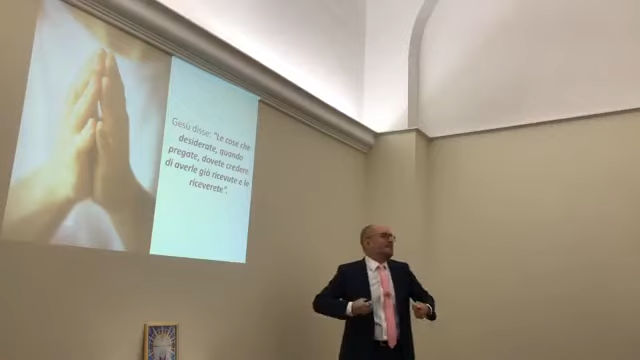 Gesù disse: "Le cose che
desiderate, quando
pregate, dovete credere
di averle già ricevute e le
riceverete".